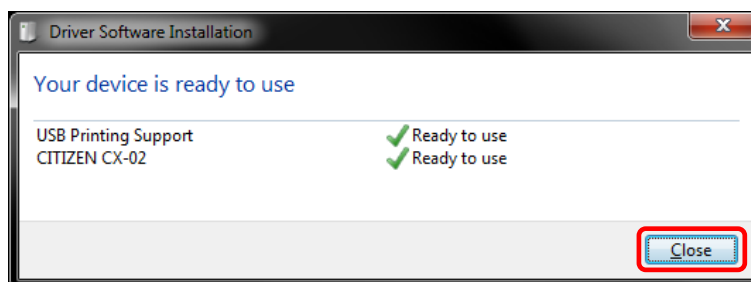 Driver Software Installation
Your device is ready to use
USB Printing Support Ready to use
CITIZEN CX-02 Ready to use
Close